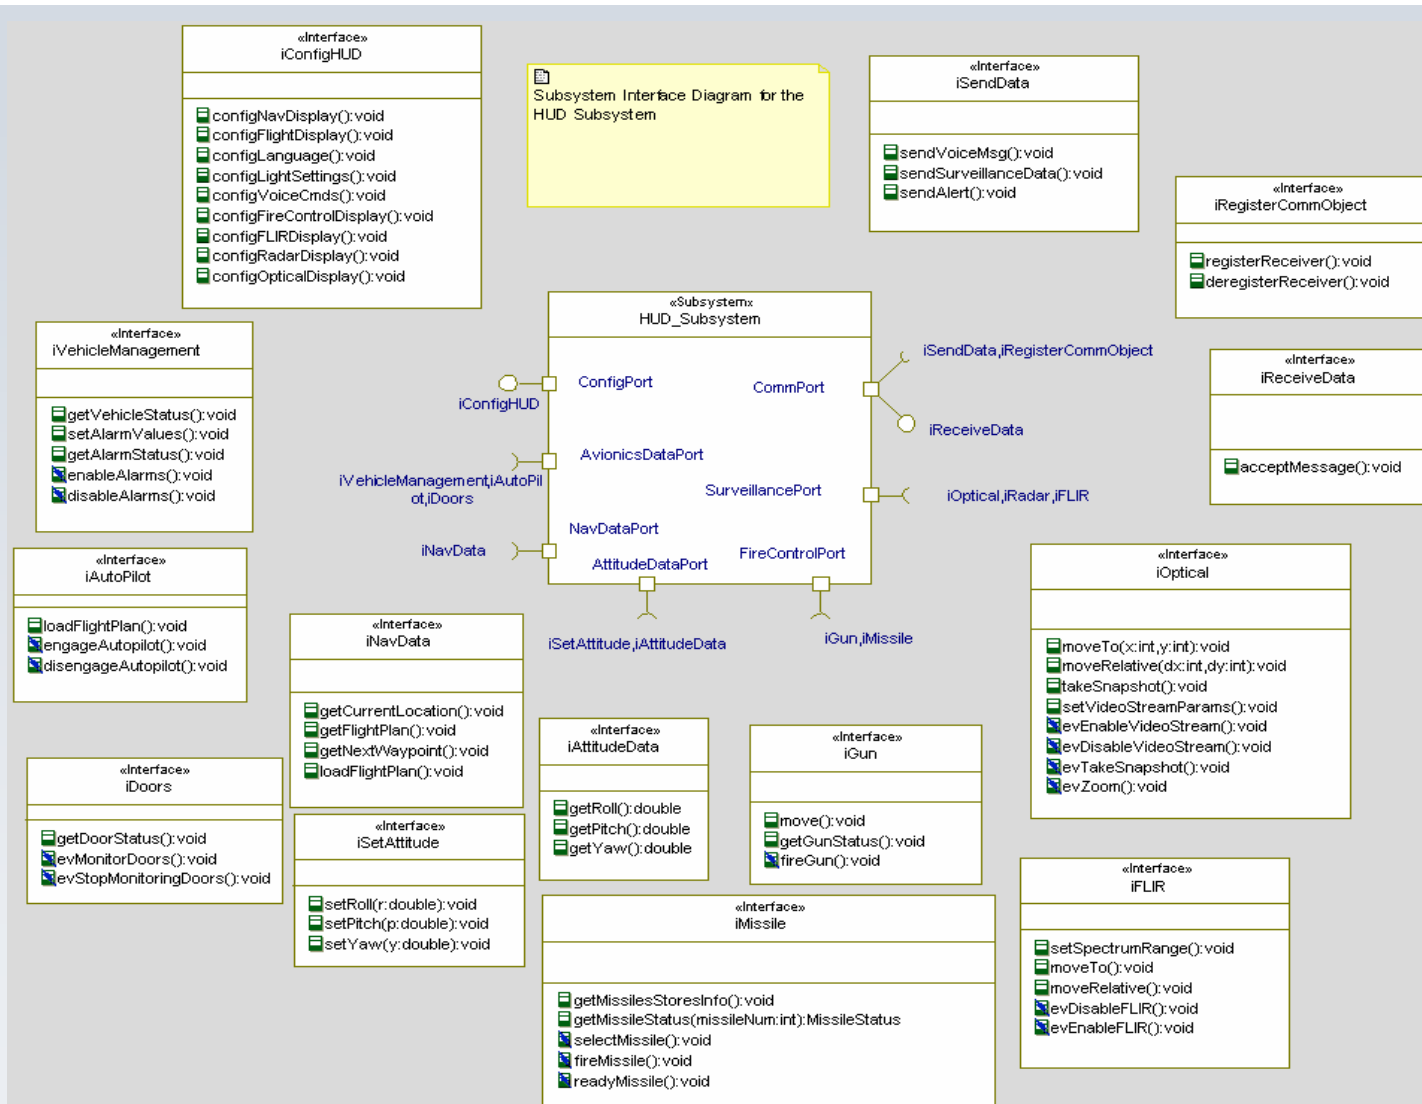 «Interface»
iConfigHUD
configNavDisplay():void
configFlightDisplay():void
configLanguage():void
configLightSettings():void
configVoiceCmds():void
configFireControlDisplay():void
configFLIRDisplay():void
configRadarDisplay():void
configOpticalDisplay():void
Subsystem Interface Diagram for the
HUD Subsystem
«Interface»
iSendData
sendVoiceMsg():void
sendSurveillanceData():void
sendAlert():void
«Interface»
iRegisterCommObject
registerReceiver():void
deregisterReceiver():void
«Interface»
iVehicleManagement
getVehicleStatus():void
setAlarmValues():void
getAlarmStatus():void
enableAlarms():void
disableAlarms():void
«Subsystem»
HUD_Subsystem
ConfigPort
CommPort
AvionicsDataPort
SurveillancePort
NavDataPort
AttitudeDataPort
FireControlPort
iConfigHUD
iVehicleManagement,iAutoPil
ot,iDoors
iNavData
iSetAttitude,iAttitudeData
iGun,iMissile
iSendData,iRegisterCommObject
iReceiveData
iOptical,iRadar,iFLIR
«Interface»
iReceiveData
acceptMessage():void
«Interface»
iAutoPilot
loadFlightPlan():void
engageAutopilot():void
disengageAutopilot():void
«Interface»
iNavData
getCurrentLocation():void
getFlightPlan():void
getNextWaypoint():void
loadFlightPlan():void
«Interface»
iOptical
moveTo(x:int,y:int):void
moveRelative(dx:int,dy:int):void
takeSnapshot():void
setVideoStreamParams():void
evEnableVideoStream():void
evDisableVideoStream():void
evTakeSnapshot():void
evZoom():void
«Interface»
iDoors
getDoorStatus():void
evMonitorDoors():void
evStopMonitoringDoors():void
«Interface»
iSetAttitude
setRoll(r:double):void
setPitch(p:double):void
setYaw(y:double):void
«Interface»
iAttitudeData
getRoll():double
getPitch():double
getYaw():double
«Interface»
iGun
move():void
getGunStatus():void
fireGun():void
«Interface»
iMissile
getMissilesStoresInfo():void
getMissileStatus(missileNum:int):MissileStatus
selectMissile():void
fireMissile():void
readyMissile():void
«Interface»
iFLIR
setSpectrumRange():void
moveTo():void
moveRelative():void
evDisableFLIR():void
evEnableFLIR():void